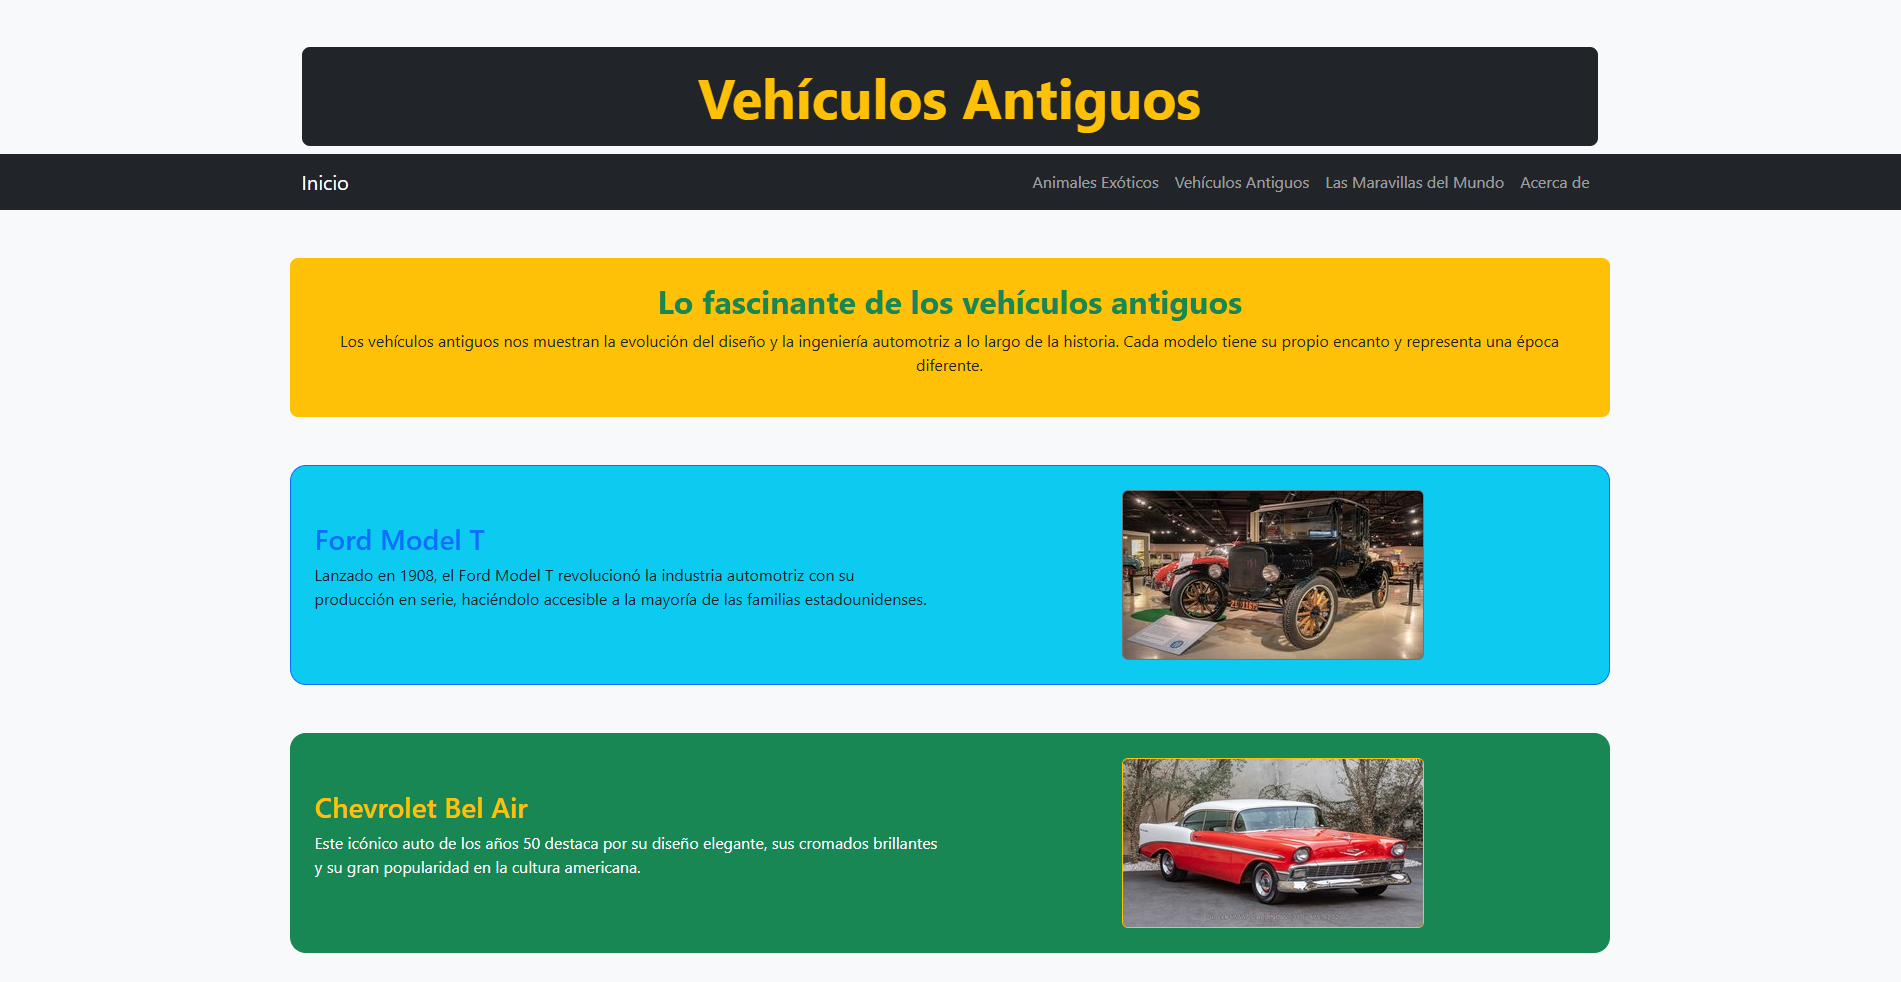 Vehículos Antiguos
Inicio
Animales Exóticos
Vehículos Antiguos
Las Maravillas del Mundo
Acerca de
Lo fascinante de los vehículos antiguos
Los vehículos antiguos nos muestran la evolución del diseño y la ingeniería automotriz a lo largo de la historia. Cada modelo tiene su propio encanto y representa una época
diferente.
Ford Model T
Lanzado en 1908, el Ford Model T revolucionó la industria automotriz con su
producción en serie, haciéndolo accesible a la mayoría de las familias estadounidenses.
Chevrolet Bel Air
Este icónico auto de los años 50 destaca por su diseño elegante, sus cromados brillantes
y su gran popularidad en la cultura americana.